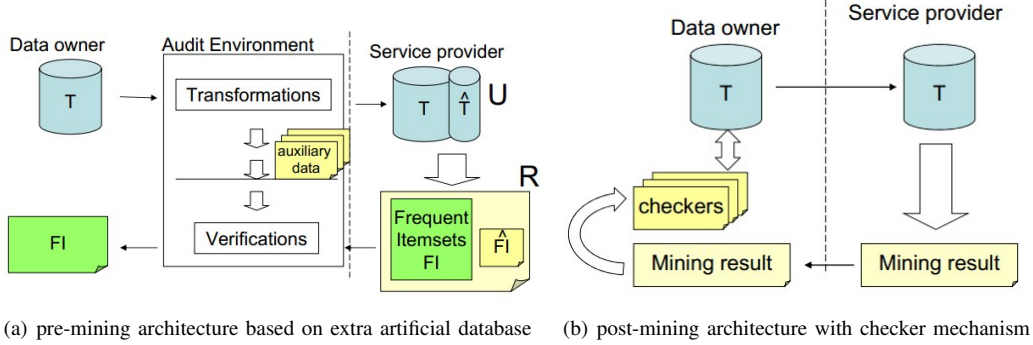 Data owner
Audit Environment
Service provider
T
Transformations
T
T̂
U
auxiliary
data
R
FI
Verifications
Frequent
Itemsets
FI
F̂I
(a) pre-mining architecture based on extra artificial database
Data owner
Service provider
T
T
checkers
Mining result
Mining result
(b) post-mining architecture with checker mechanism